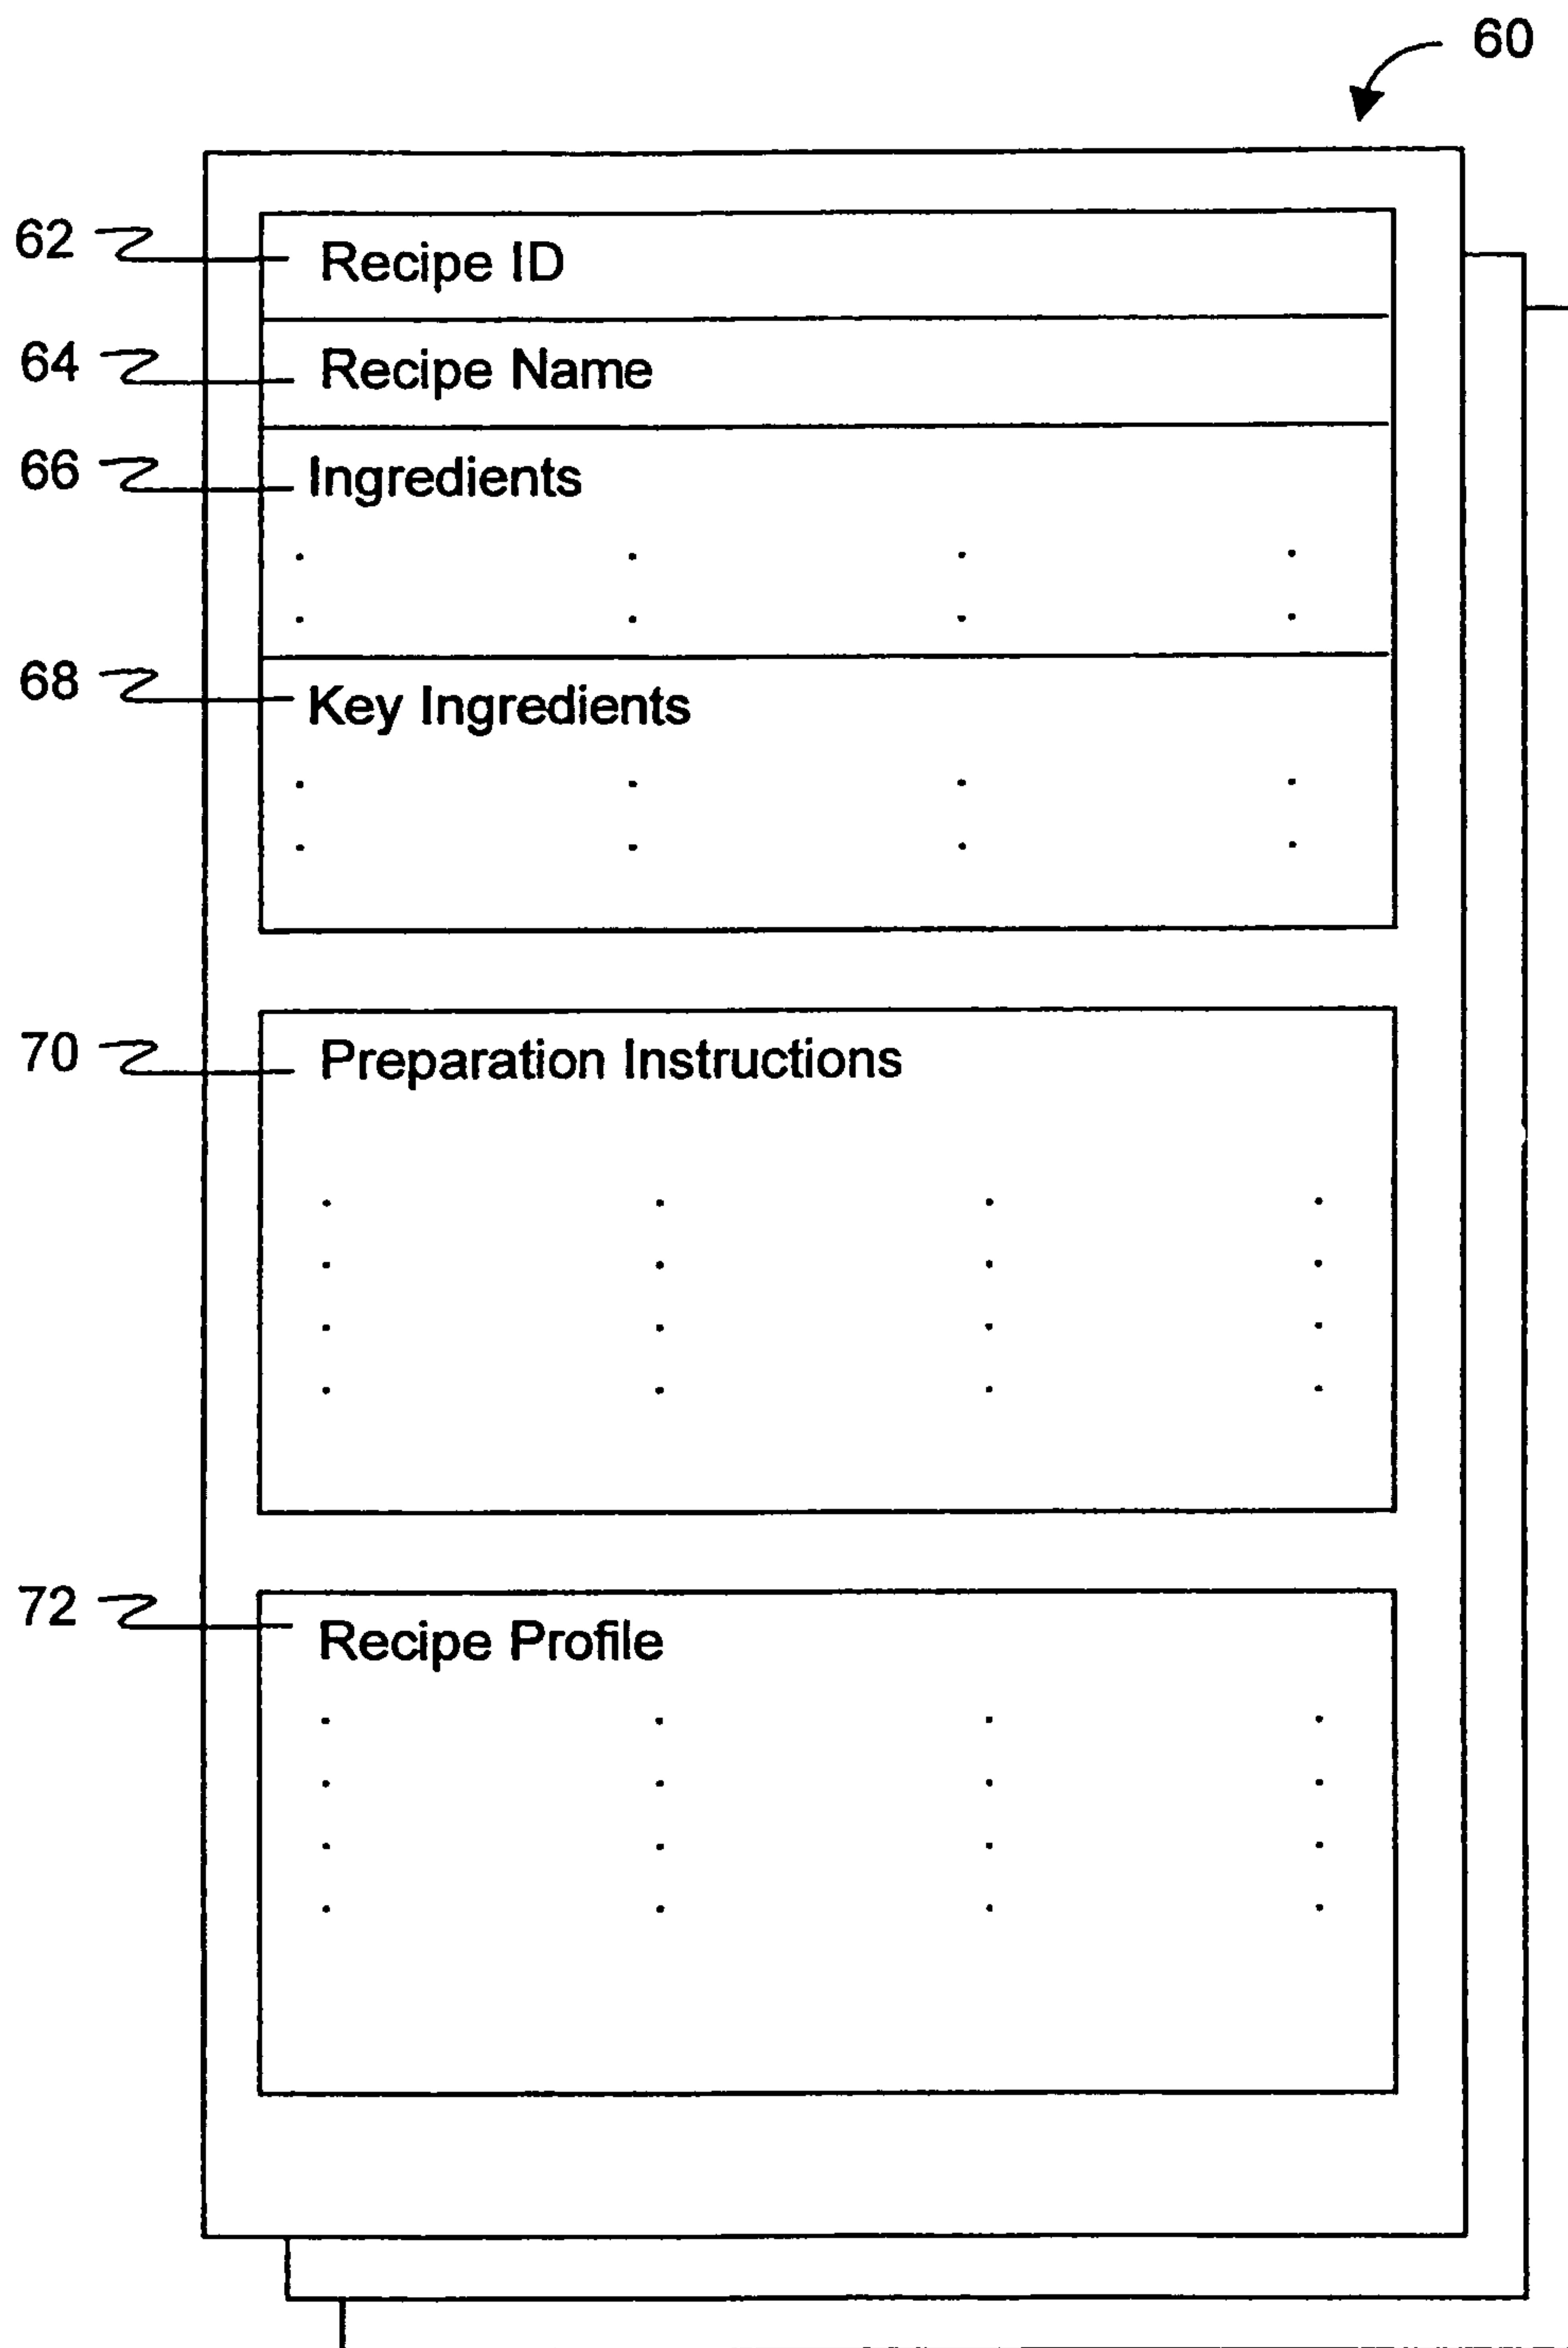 60
62 Recipe ID
64 Recipe Name
66 Ingredients
68 Key Ingredients
70 Preparation Instructions
72 Recipe Profile